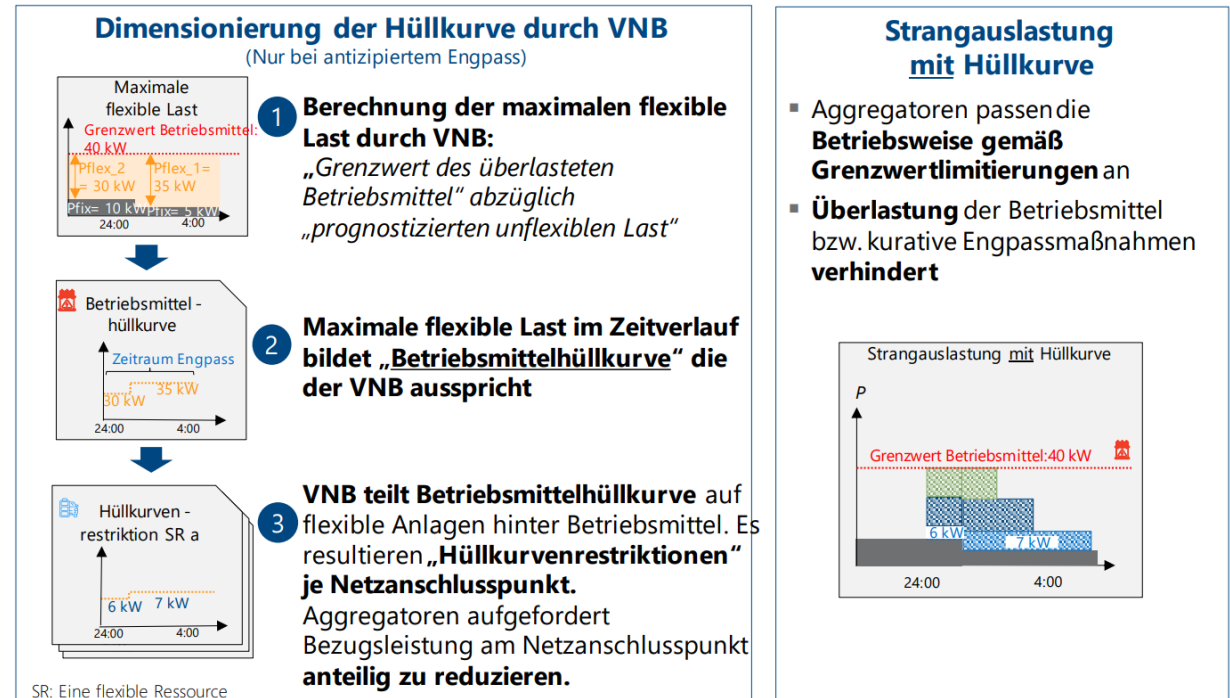 Dimensionierung der Hüllkurve durch VNB
(Nur bei antizipiertem Engpass)
Maximale
flexible Last
Grenzwert Betriebsmittel:
40 kW
Pflex_2
= 30 kW
Pflex_1=
35 kW
Pfix= 10 kW
Pfix= 5 kW
24:00
4:00
1
Berechnung der maximalen flexible
Last durch VNB:
„Grenzwert des überlasteten
Betriebsmittel“ abzüglich
„prognostizierten unflexiblen Last“
Betriebsmittel -
hüllkurve
Zeitraum Engpass
30 kW
35 kW
24:00
4:00
2
Maximale flexible Last im Zeitverlauf
bildet „Betriebsmittelhüllkurve“ die
der VNB ausspricht
Hüllkurven -
restriktion SR a
6 kW
7 kW
24:00
4:00
3
VNB teilt Betriebsmittelhüllkurve auf
flexible Anlagen hinter Betriebsmittel. Es
resultieren „Hüllkurvenrestriktionen“
je Netzanschlusspunkt.
Aggregatoren aufgefordert
Bezugsleistung am Netzanschlusspunkt
anteilig zu reduzieren.
SR: Eine flexible Ressource
Strangauslastung
mit Hüllkurve
▪ Aggregatoren passen die
Betriebsweise gemäß
Grenzwertlimitierungen an
▪ Überlastung der Betriebsmittel
bzw. kurative Engpassmaßnahmen
verhindert
Strangauslastung mit Hüllkurve
P
Grenzwert Betriebsmittel:40 kW
6 kW
7 kW
24:00
4:00